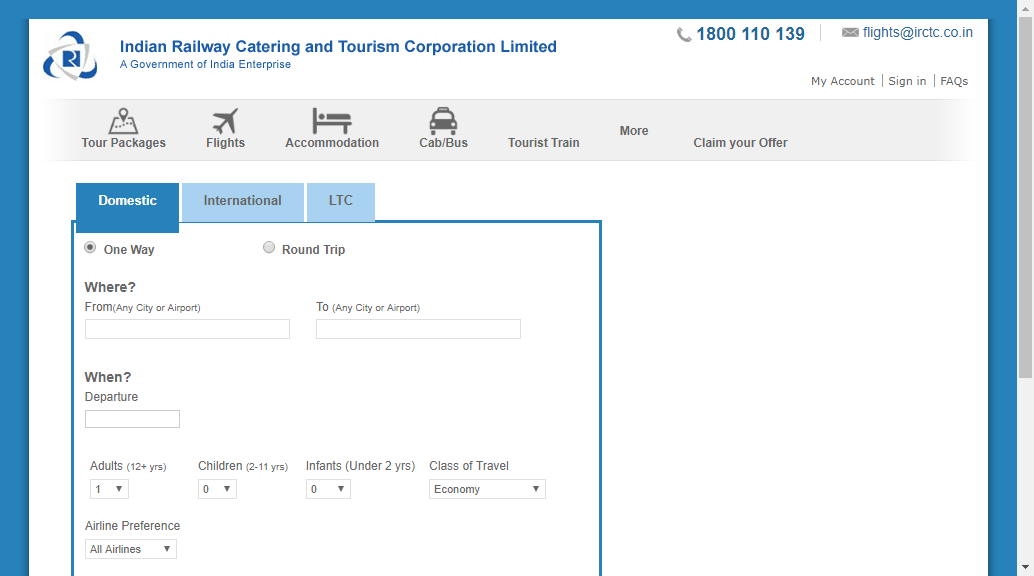 1800 110 139
flights@irctc.co.in
Indian Railway Catering and Tourism Corporation Limited
A Government of India Enterprise
My Account Sign in FAQs
Tour Packages Flights Accommodation Cab/Bus Tourist Train More Claim your Offer
Domestic International LTC
One Way Round Trip
Where?
From(Any City or Airport) To (Any City or Airport)
When?
Departure
Adults (12+ yrs) Children (2-11 yrs) Infants (Under 2 yrs) Class of Travel
1 0 0 Economy
Airline Preference
All Airlines